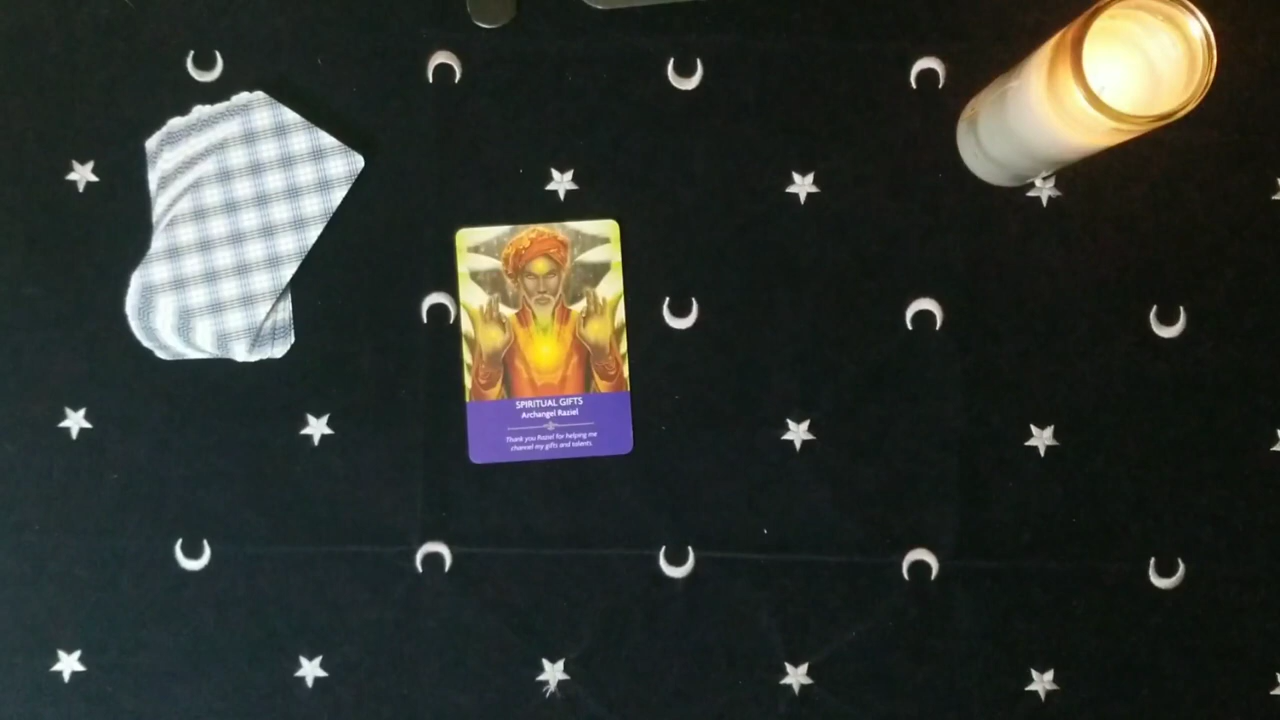 SPIRITUAL GIFTS
Archangel Raziel
Thank you Raziel for helping me
channel my gifts and talents.